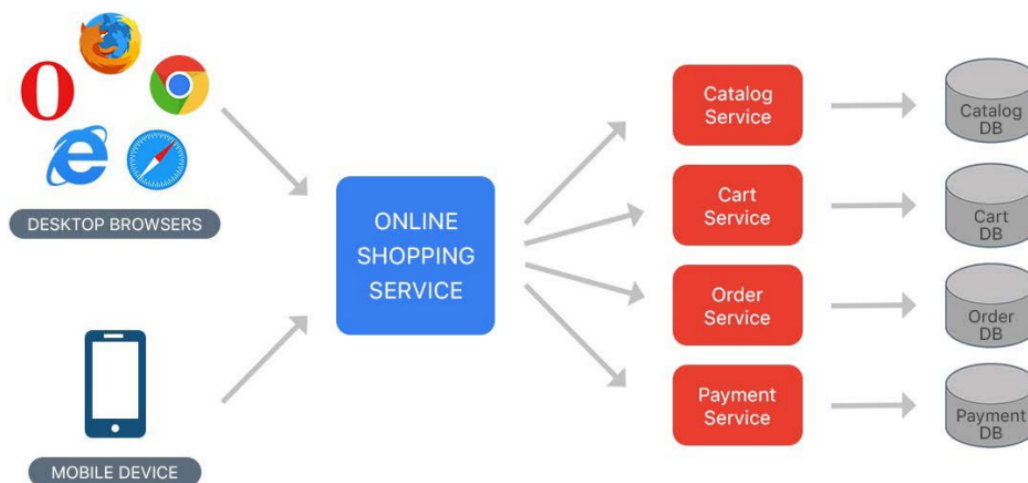 DESKTOP BROWSERS
MOBILE DEVICE
ONLINE
SHOPPING
SERVICE
Catalog
Service
Cart
Service
Order
Service
Payment
Service
Catalog
DB
Cart
DB
Order
DB
Payment
DB